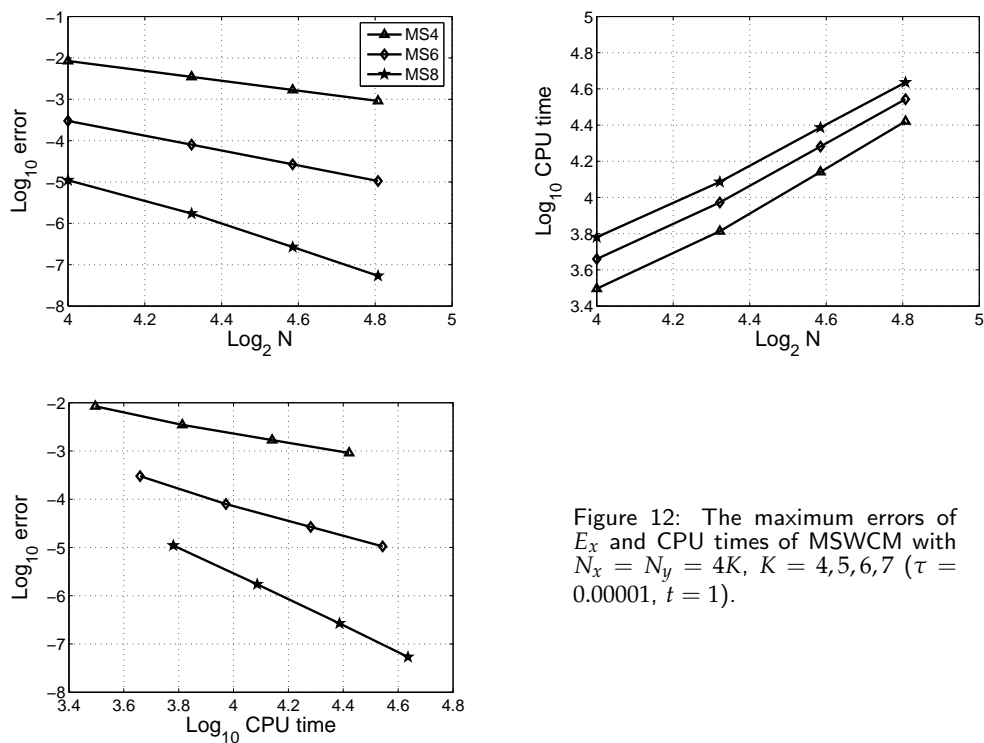 −1
−2
−3
−4
−5
−6
−7
−8
4 4.2 4.4 4.6 4.8 5
Log2 N
Log10 error
MS4
MS6
MS8
5
4.8
4.6
4.4
4.2
4
3.8
3.6
3.4
4 4.2 4.4 4.6 4.8 5
Log2 N
Log10 CPU time
−2
−3
−4
−5
−6
−7
−8
3.4 3.6 3.8 4 4.2 4.4 4.6 4.8
Log10 CPU time
Log10 error
Figure 12: The maximum errors of
Ex and CPU times of MSWCM with
Nx = Ny = 4K, K = 4,5,6,7 (τ =
0.00001, t = 1).